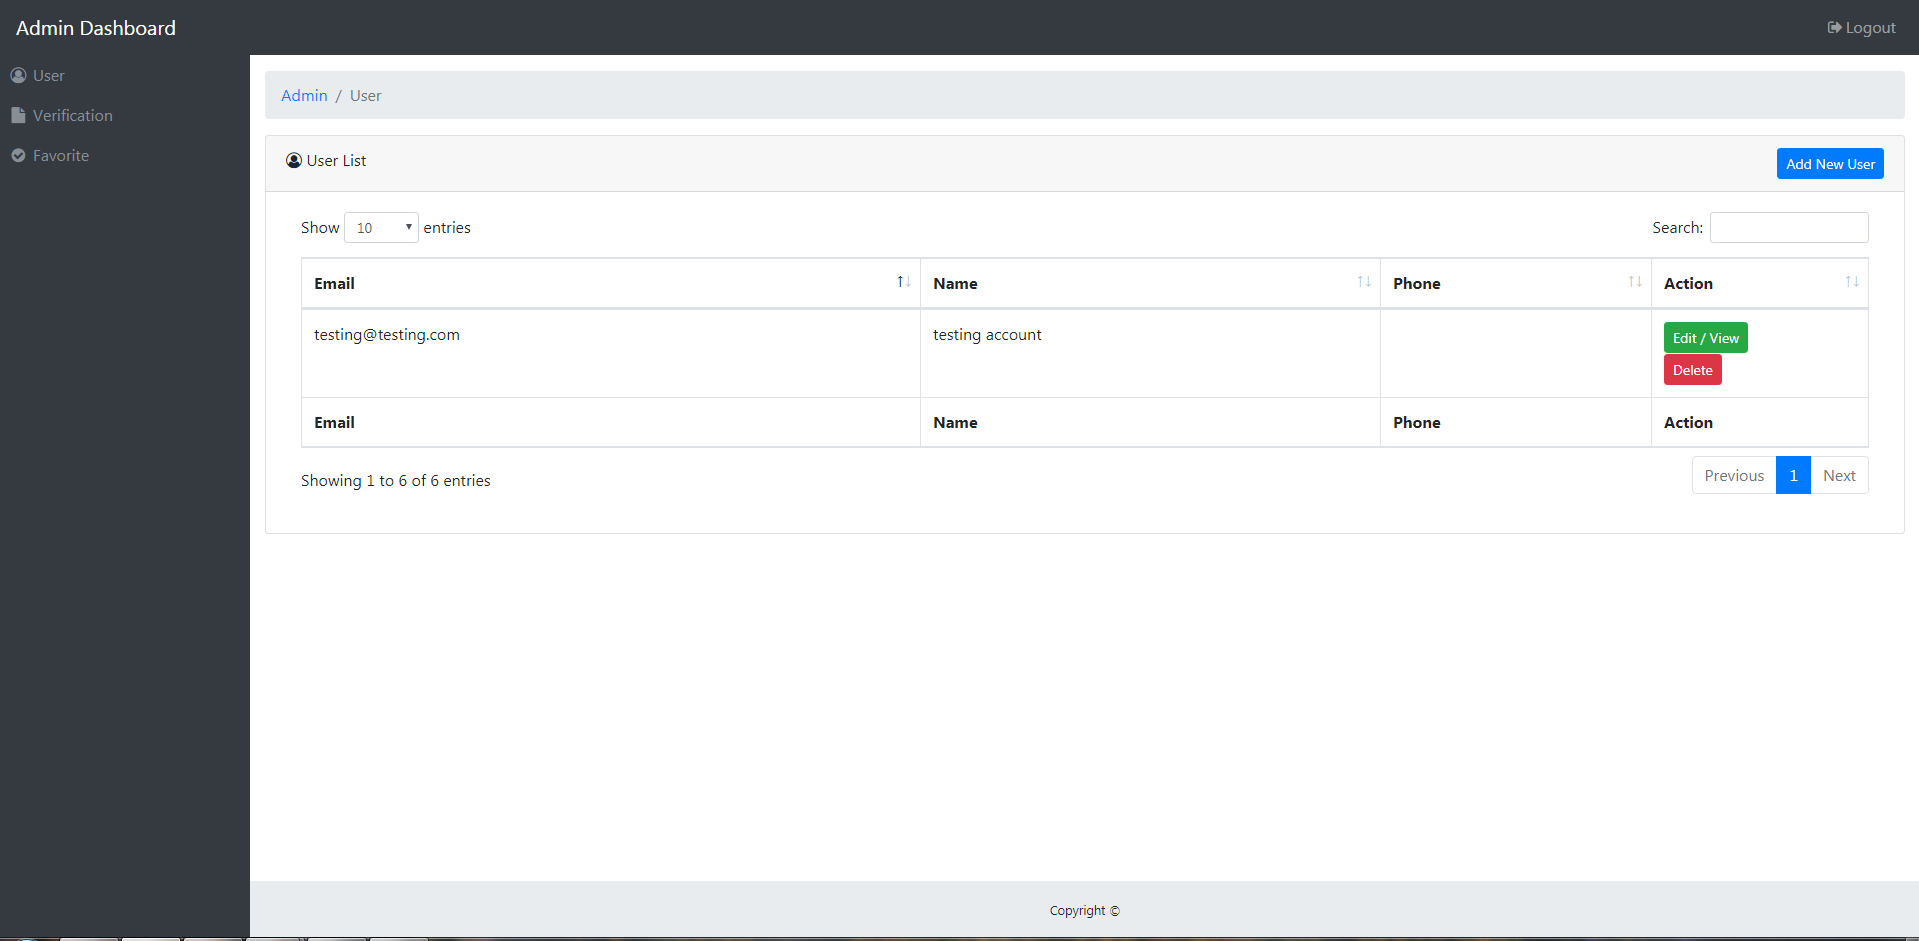 Admin Dashboard
Logout
User
Verification
Favorite
Admin / User
User List
Add New User
Show 10 entries
Search:
Email Name Phone Action
testing@testing.com testing account Edit / View
Delete
Email Name Phone Action
Showing 1 to 6 of 6 entries
Previous 1 Next
Copyright ©